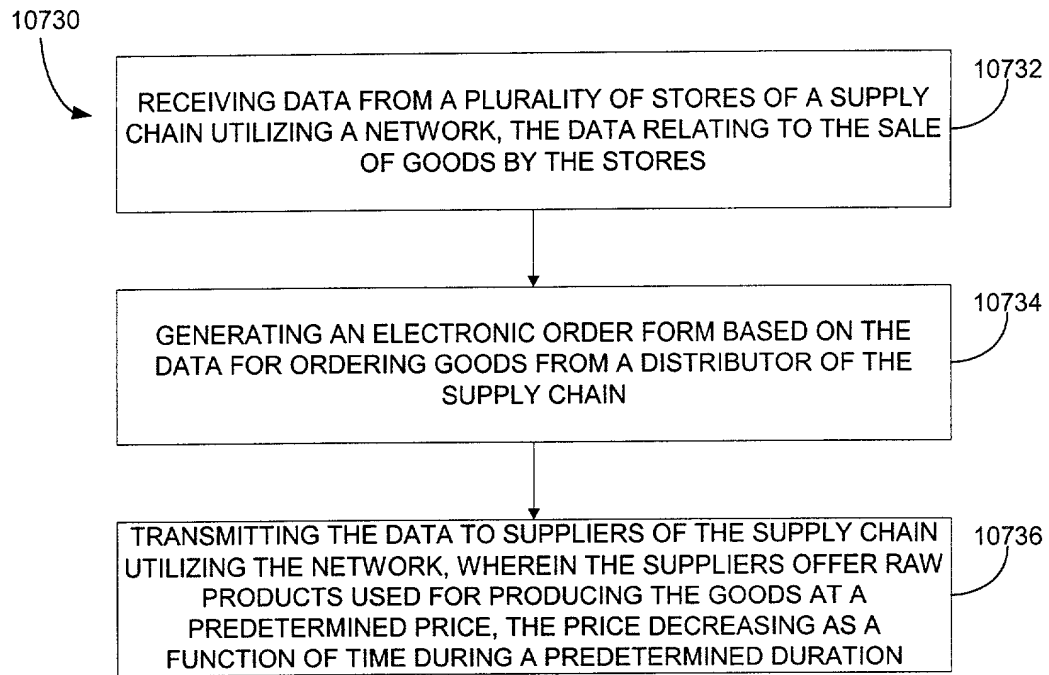 10730
10732
RECEIVING DATA FROM A PLURALITY OF STORES OF A SUPPLY
CHAIN UTILIZING A NETWORK, THE DATA RELATING TO THE SALE
OF GOODS BY THE STORES
10734
GENERATING AN ELECTRONIC ORDER FORM BASED ON THE
DATA FOR ORDERING GOODS FROM A DISTRIBUTOR OF THE
SUPPLY CHAIN
10736
TRANSMITTING THE DATA TO SUPPLIERS OF THE SUPPLY CHAIN
UTILIZING THE NETWORK, WHEREIN THE SUPPLIERS OFFER RAW
PRODUCTS USED FOR PRODUCING THE GOODS AT A
PREDETERMINED PRICE, THE PRICE DECREASING AS A
FUNCTION OF TIME DURING A PREDETERMINED DURATION